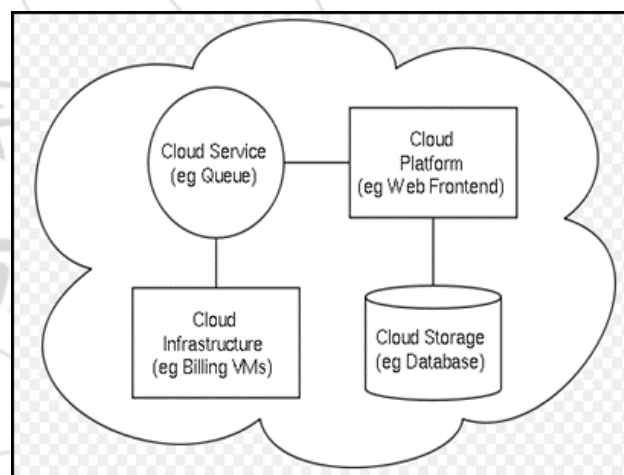 Cloud Service
(eg Queue)
Cloud
Platform
(eg Web Frontend)
Cloud
Infrastructure
(eg Billing VMs)
Cloud Storage
(eg Database)